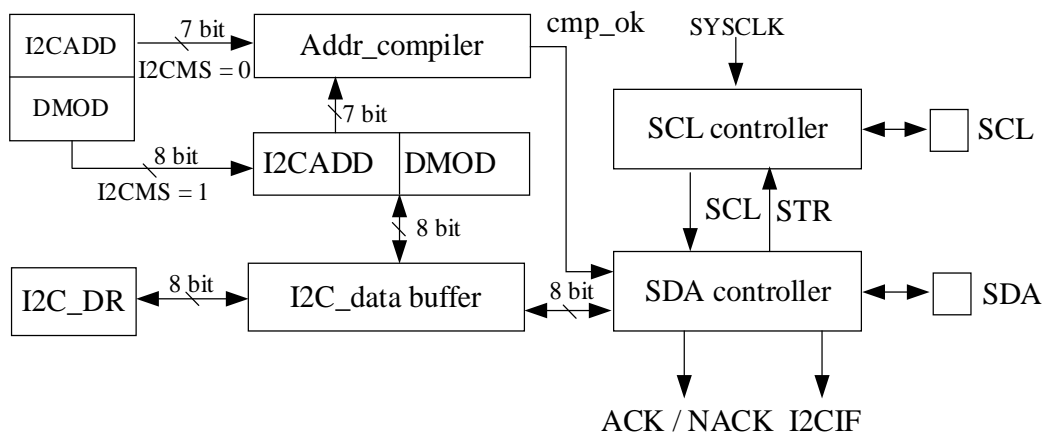 cmp_ok
SYSCLK
I2CADD
7 bit
Addr_compiler
I2CMS = 0
DMOD
7 bit
SCL controller
SCL
8 bit
I2CADD
DMOD
I2CMS = 1
SCL
STR
8 bit
I2C_DR
8 bit
I2C_data buffer
8 bit
SDA controller
SDA
ACK / NACK
I2CIF